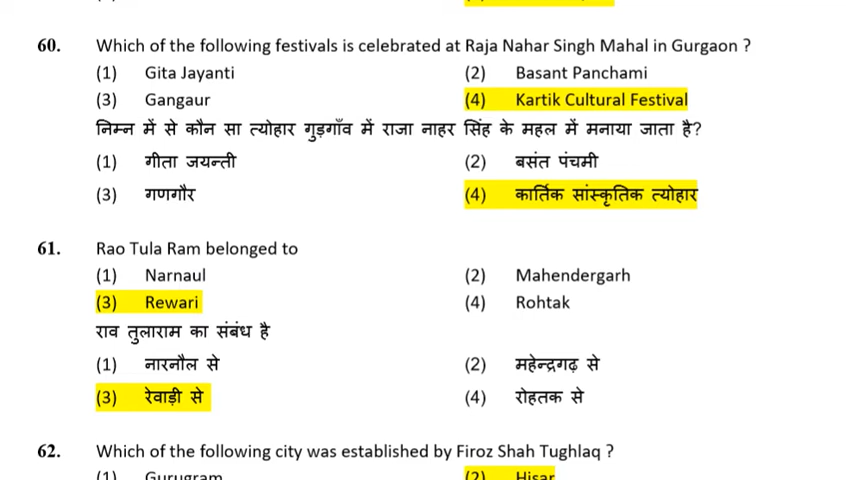 60. Which of the following festivals is celebrated at Raja Nahar Singh Mahal in Gurgaon ?
(1) Gita Jayanti (2) Basant Panchami
(3) Gangaur (4) Kartik Cultural Festival
निम्न में से कौन सा त्योहार गुड़गाँव में राजा नाहर सिंह के महल में मनाया जाता है?
(1) गीता जयन्ती (2) बसंत पंचमी
(3) गणगौर (4) कार्तिक सांस्कृतिक त्योहार
61. Rao Tula Ram belonged to
(1) Narnaul (2) Mahendergarh
(3) Rewari (4) Rohtak
राव तुलाराम का संबंध है
(1) नारनौल से (2) महेन्द्रगढ़ से
(3) रेवाड़ी से (4) रोहतक से
62. Which of the following city was established by Firoz Shah Tughlaq ?
(1) Gurugram (2) Hisar